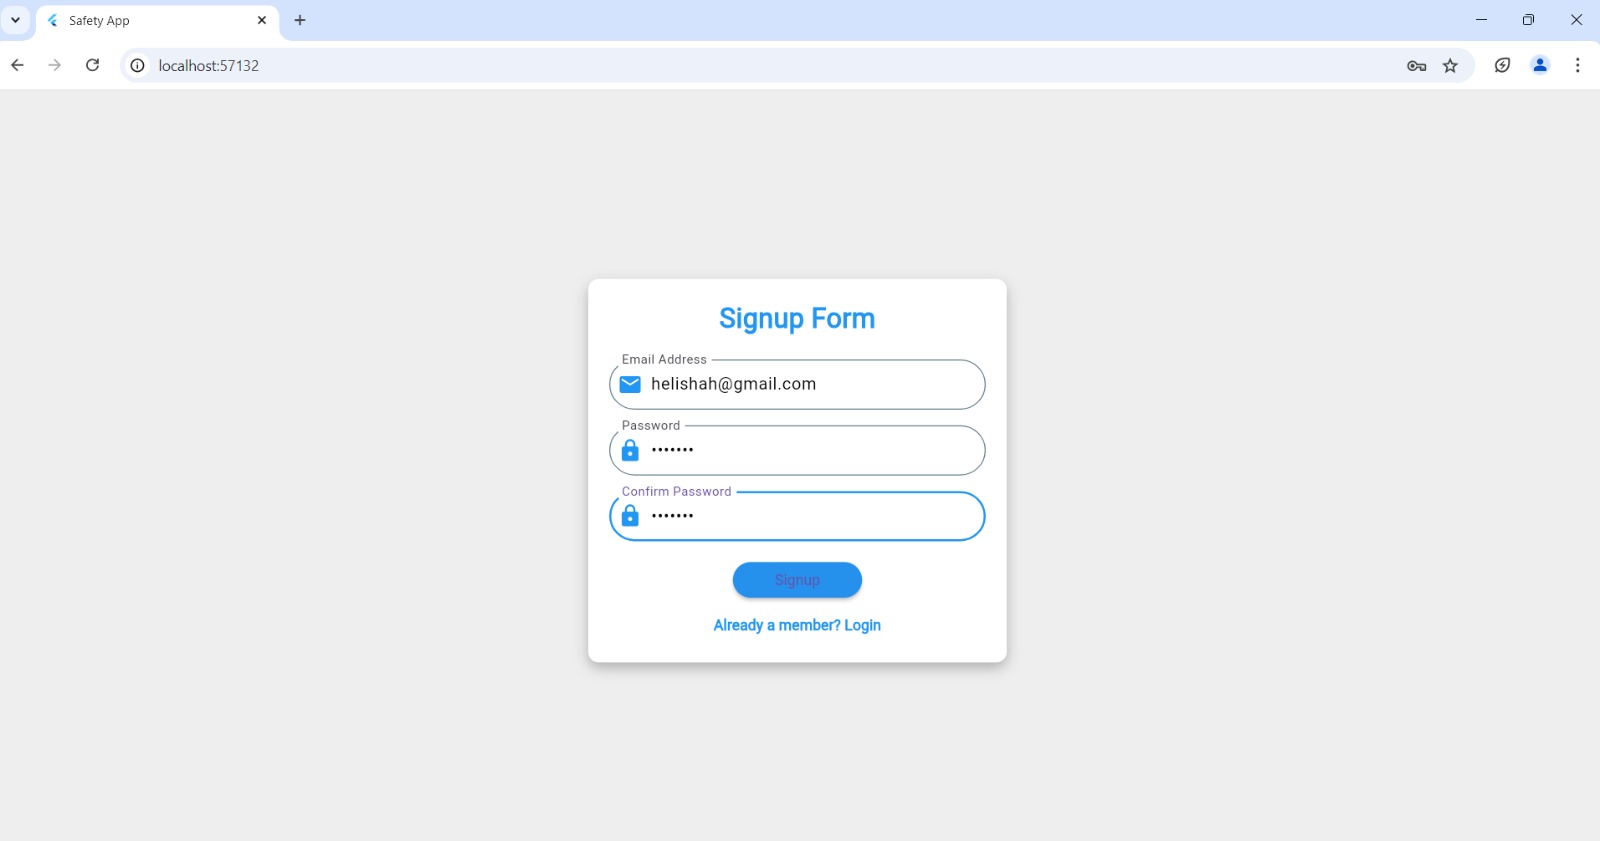 Safety App
localhost:57132
Signup Form
Email Address
helishah@gmail.com
Password
•••••••
Confirm Password
•••••••
Signup
Already a member? Login